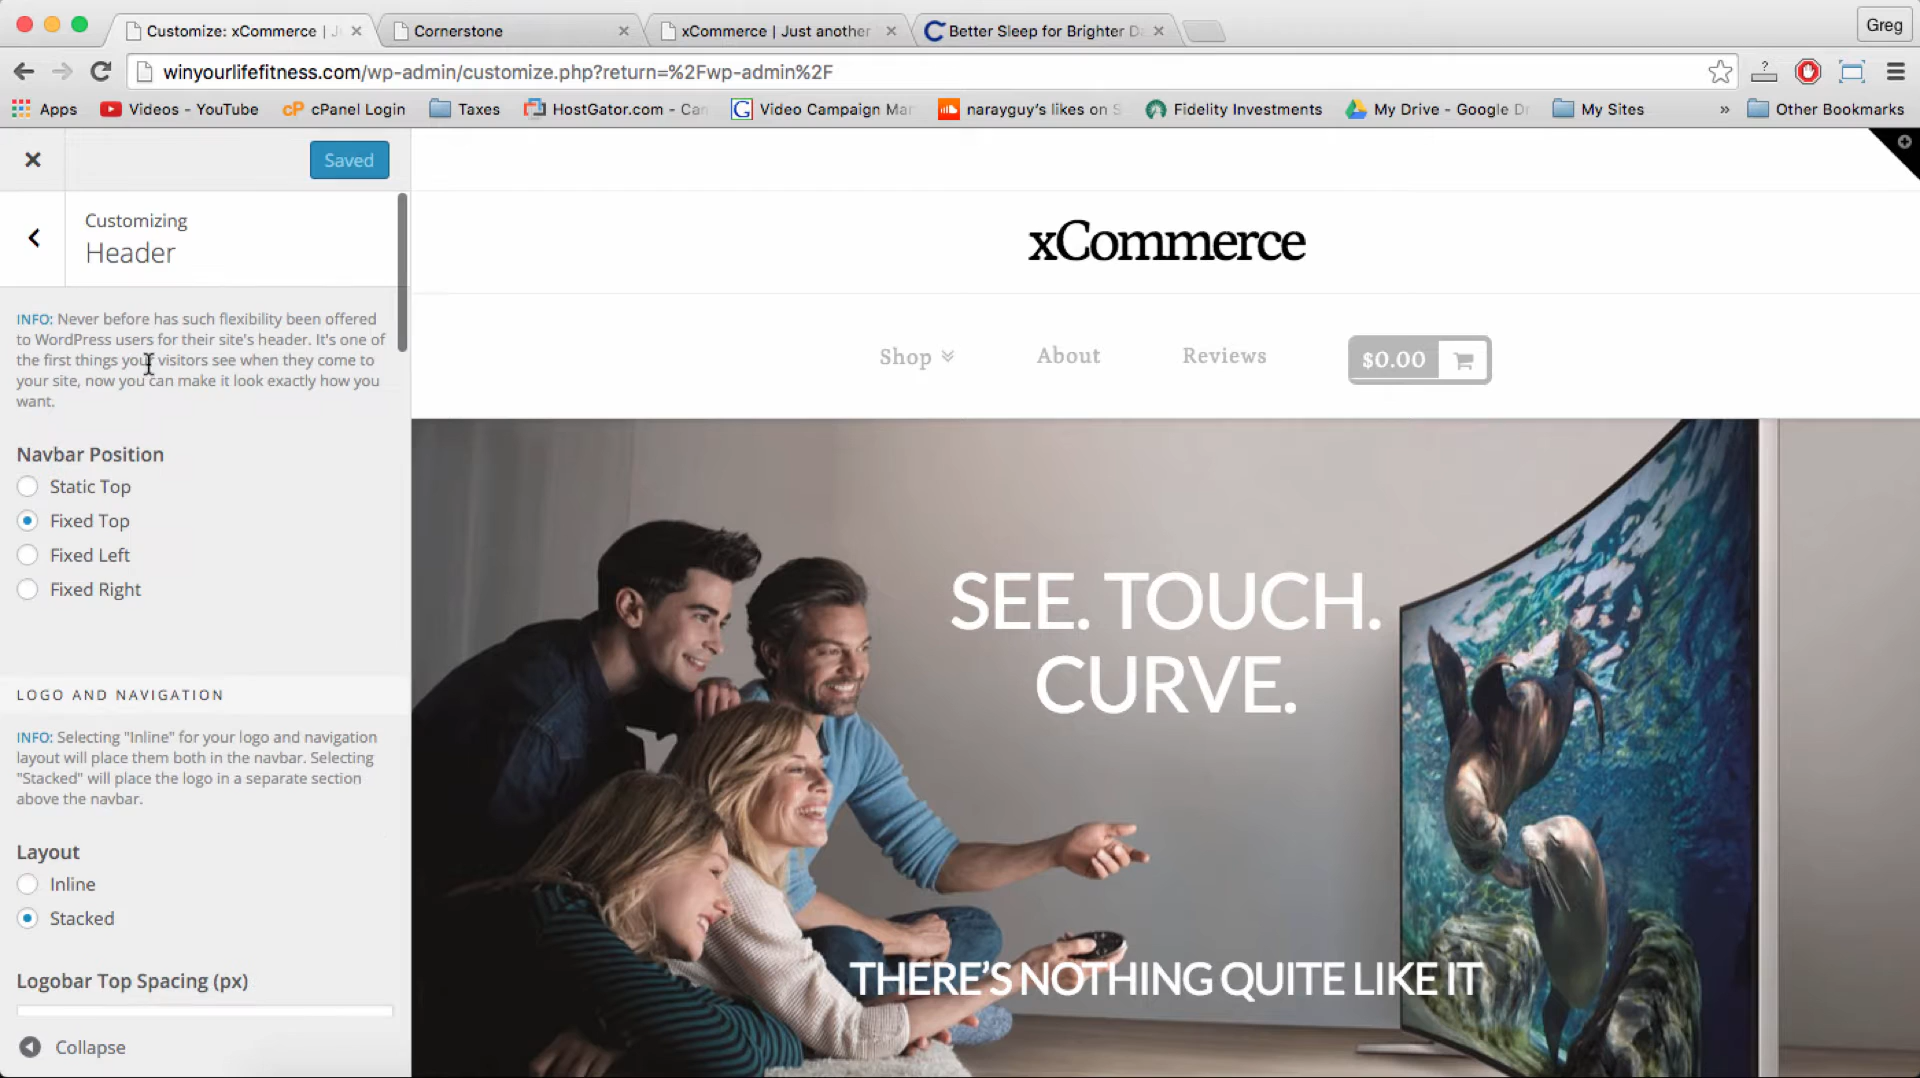 Customize: xCommerce | J
Cornerstone
xCommerce | Just another
Better Sleep for Brighter Da
Greg
winyourlifefitness.com/wp-admin/customize.php?return=%2Fwp-admin%2F
Apps
Videos - YouTube
cP cPanel Login
Taxes
HostGator.com - Can
G Video Campaign Mar
narayguy's likes on S
Fidelity Investments
My Drive - Google Dr
My Sites
»
Other Bookmarks
Saved
Customizing
Header
INFO: Never before has such flexibility been offered
to WordPress users for their site's header. It's one of
the first things your visitors see when they come to
your site, now you can make it look exactly how you
want.
Navbar Position
Static Top
Fixed Top
Fixed Left
Fixed Right
LOGO AND NAVIGATION
INFO: Selecting "Inline" for your logo and navigation
layout will place them both in the navbar. Selecting
"Stacked" will place the logo in a separate section
above the navbar.
Layout
Inline
Stacked
Logobar Top Spacing (px)
Collapse
xCommerce
Shop
About
Reviews
$0.00
SEE. TOUCH.
CURVE.
THERE'S NOTHING QUITE LIKE IT